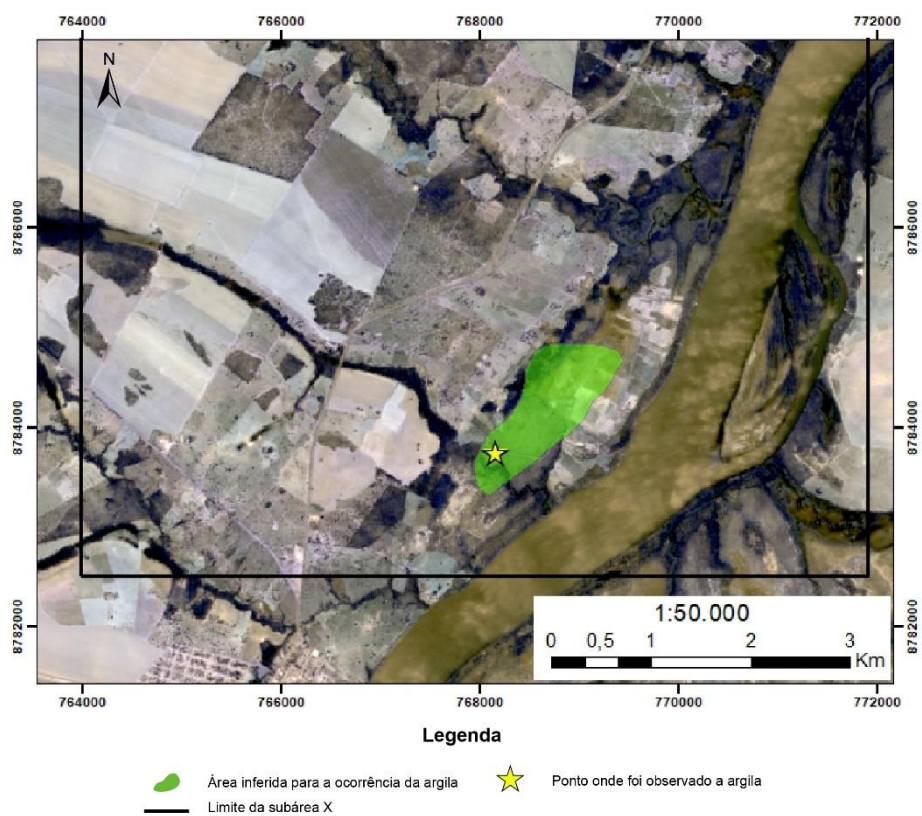 764000 766000 768000 770000 772000
N
8786000 8786000
8784000 8784000
8782000 8782000
1:50.000
0 0,5 1 2 3
Km
764000 766000 768000 770000 772000
Legenda
Área inferida para a ocorrência da argila
Ponto onde foi observado a argila
Limite da subárea X